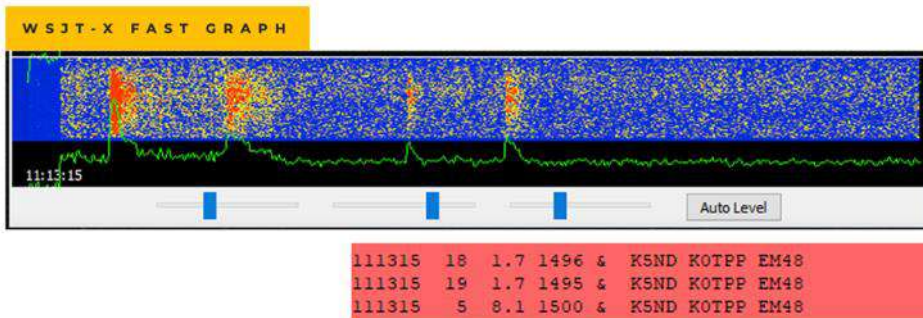 WSJT-X FAST GRAPH
11:13:15
Auto Level
111315 18 1.7 1496 & K5ND K0TPP EM48
111315 19 1.7 1495 & K5ND K0TPP EM48
111315 5 8.1 1500 & K5ND K0TPP EM48